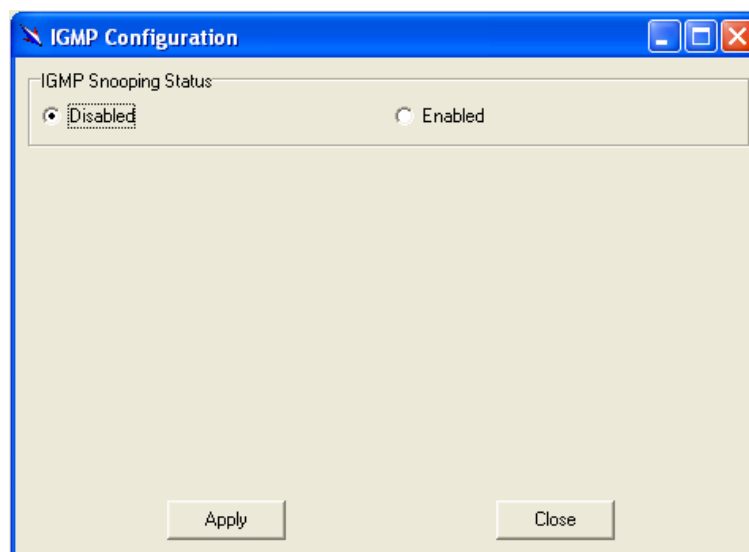 IGMP Configuration
IGMP Snooping Status
Disabled Enabled
Apply Close